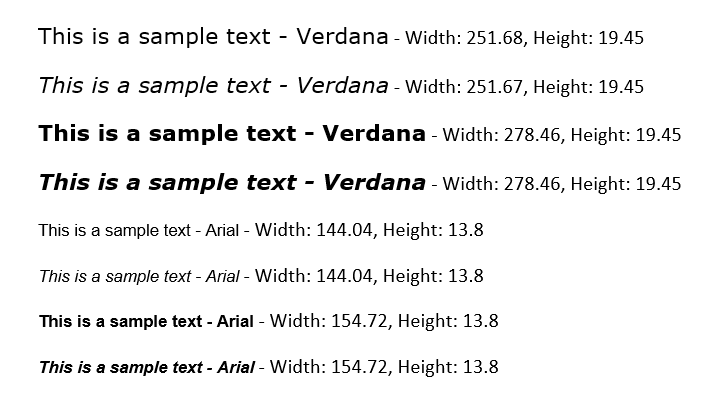 This is a sample text - Verdana - Width: 251.68, Height: 19.45
This is a sample text - Verdana - Width: 251.67, Height: 19.45
This is a sample text - Verdana - Width: 278.46, Height: 19.45
This is a sample text - Verdana - Width: 278.46, Height: 19.45
This is a sample text - Arial - Width: 144.04, Height: 13.8
This is a sample text - Arial - Width: 144.04, Height: 13.8
This is a sample text - Arial - Width: 154.72, Height: 13.8
This is a sample text - Arial - Width: 154.72, Height: 13.8